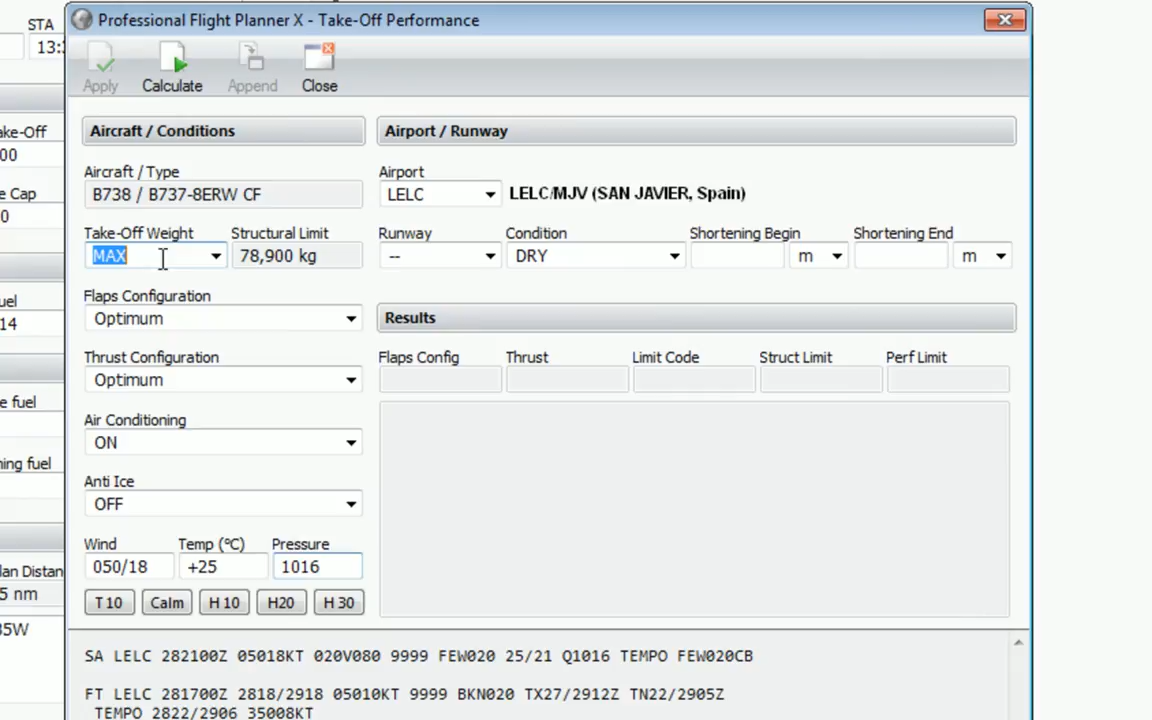 Professional Flight Planner X - Take-Off Performance
STA
13:
Apply
Calculate
Append
Close
ake-Off
00
e Cap
0
uel
14
e fuel
ning fuel
lan Distan
5 nm
35W
Aircraft / Conditions
Aircraft / Type
B738 / B737-8ERW CF
Take-Off Weight
Structural Limit
MAX
78,900 kg
Flaps Configuration
Optimum
Thrust Configuration
Optimum
Air Conditioning
ON
Anti Ice
OFF
Wind
Temp (°C)
Pressure
050/18
+25
1016
T 10
Calm
H 10
H20
H 30
Airport / Runway
Airport
LELC
LELC/MJV (SAN JAVIER, Spain)
Runway
Condition
Shortening Begin
Shortening End
--
DRY
m
m
Results
Flaps Config
Thrust
Limit Code
Struct Limit
Perf Limit
SA LELC 282100Z 05018KT 020V080 9999 FEW020 25/21 Q1016 TEMPO FEW020CB
FT LELC 281700Z 2818/2918 05010KT 9999 BKN020 TX27/2912Z TN22/2905Z
TEMPO 2822/2906 35008KT